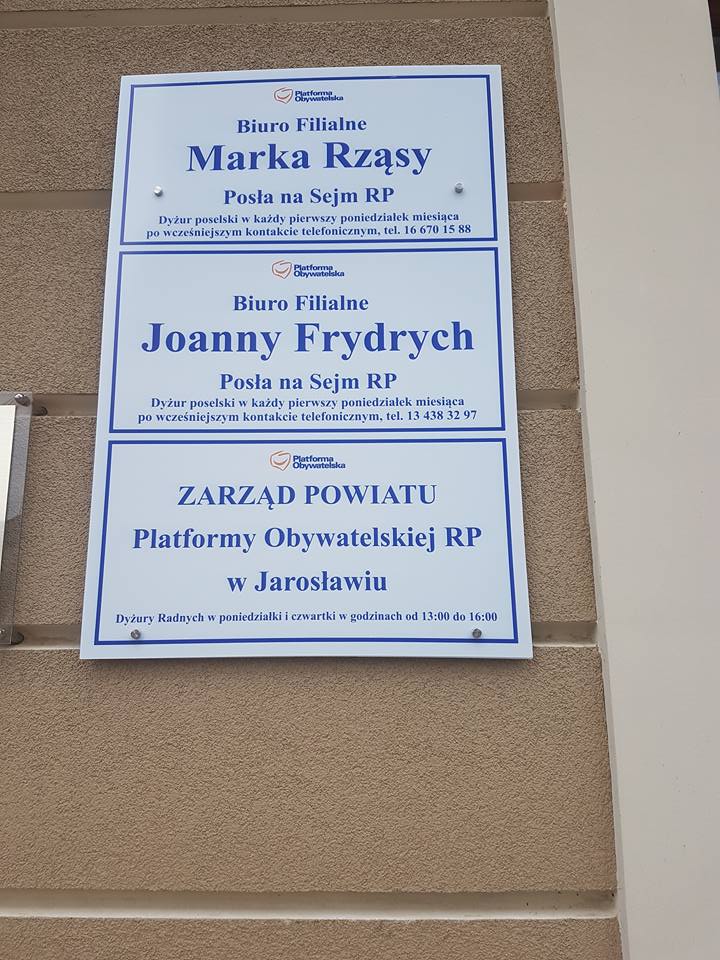 Platforma
Obywatelska
Biuro Filialne
Marka Rząsy
Posła na Sejm RP
Dyżur poselski w każdy pierwszy poniedziałek miesiąca
po wcześniejszym kontakcie telefonicznym, tel. 16 670 15 88
Platforma
Obywatelska
Biuro Filialne
Joanny Frydrych
Posła na Sejm RP
Dyżur poselski w każdy pierwszy poniedziałek miesiąca
po wcześniejszym kontakcie telefonicznym, tel. 13 438 32 97
Platforma
Obywatelska
ZARZĄD POWIATU
Platformy Obywatelskiej RP
w Jarosławiu
Dyżury Radnych w poniedziałki i czwartki w godzinach od 13:00 do 16:00